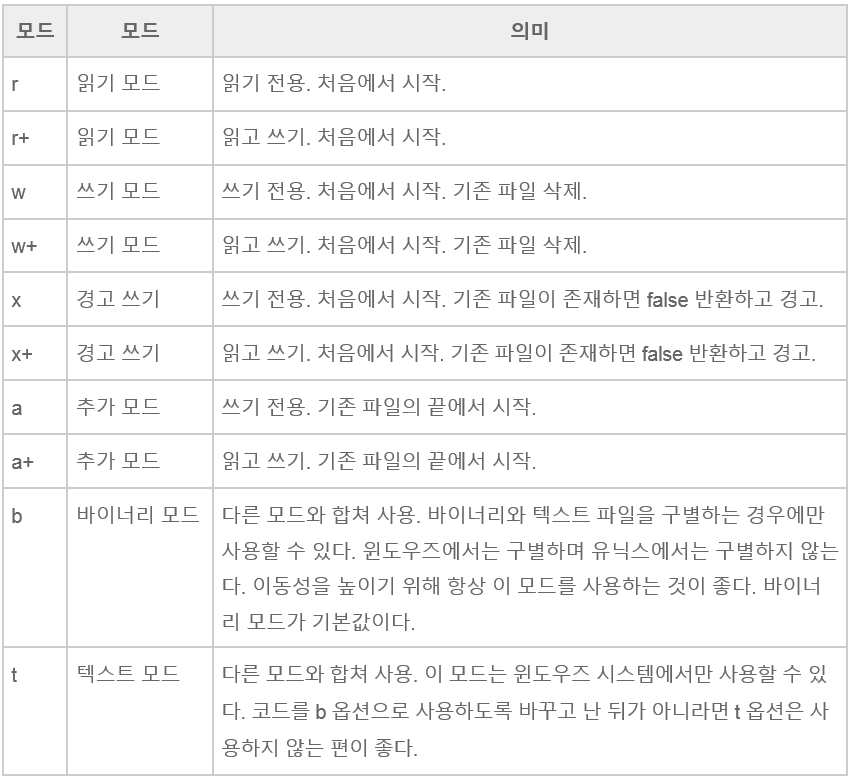 모드 모드 의미
r 읽기 모드 읽기 전용. 처음에서 시작.
r+ 읽기 모드 읽고 쓰기. 처음에서 시작.
w 쓰기 모드 쓰기 전용. 처음에서 시작. 기존 파일 삭제.
w+ 쓰기 모드 읽고 쓰기. 처음에서 시작. 기존 파일 삭제.
x 경고 쓰기 쓰기 전용. 처음에서 시작. 기존 파일이 존재하면 false 반환하고 경고.
x+ 경고 쓰기 읽고 쓰기. 처음에서 시작. 기존 파일이 존재하면 false 반환하고 경고.
a 추가 모드 쓰기 전용. 기존 파일의 끝에서 시작.
a+ 추가 모드 읽고 쓰기. 기존 파일의 끝에서 시작.
b 바이너리 모드 다른 모드와 합쳐 사용. 바이너리와 텍스트 파일을 구별하는 경우에만
사용할 수 있다. 윈도우즈에서는 구별하며 유닉스에서는 구별하지 않는
다. 이동성을 높이기 위해 항상 이 모드를 사용하는 것이 좋다. 바이너
리 모드가 기본값이다.
t 텍스트 모드 다른 모드와 합쳐 사용. 이 모드는 윈도우즈 시스템에서만 사용할 수 있
다. 코드를 b 옵션으로 사용하도록 바꾸고 난 뒤가 아니라면 t 옵션은 사
용하지 않는 편이 좋다.